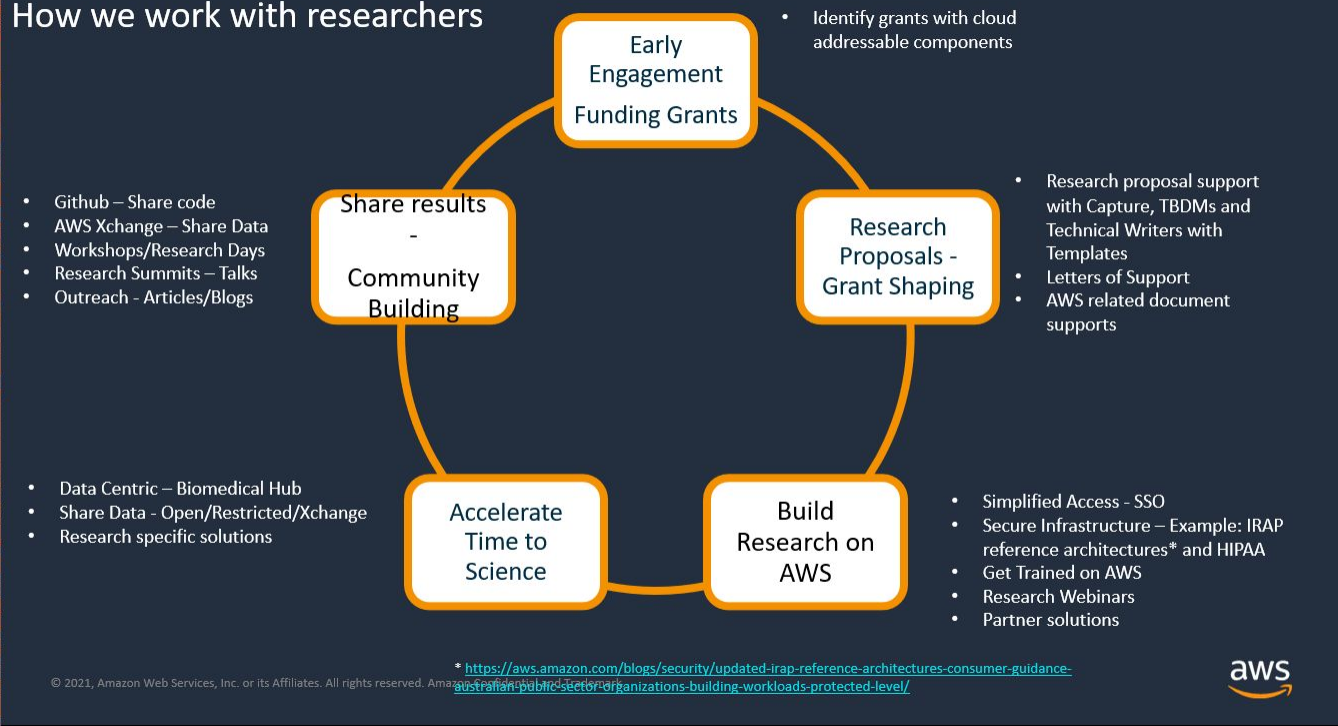 How we work with researchers
Early
Engagement
Funding Grants
• Identify grants with cloud
addressable components
Research
Proposals -
Grant Shaping
• Research proposal support
with Capture, TBDMs and
Technical Writers with
Templates
• Letters of Support
• AWS related document
supports
Build
Research on
AWS
• Simplified Access - SSO
• Secure Infrastructure – Example: IRAP
reference architectures* and HIPAA
• Get Trained on AWS
• Research Webinars
• Partner solutions
Accelerate
Time to
Science
• Data Centric – Biomedical Hub
• Share Data - Open/Restricted/Xchange
• Research specific solutions
Share results
-
Community
Building
• Github – Share code
• AWS Xchange – Share Data
• Workshops/Research Days
• Research Summits – Talks
• Outreach - Articles/Blogs
* https://aws.amazon.com/blogs/security/updated-irap-reference-architectures-consumer-guidance-
australian-public-sector-organizations-building-workloads-protected-level/
© 2021, Amazon Web Services, Inc. or its Affiliates. All rights reserved. Amazon Confidential and Trademark.
aws